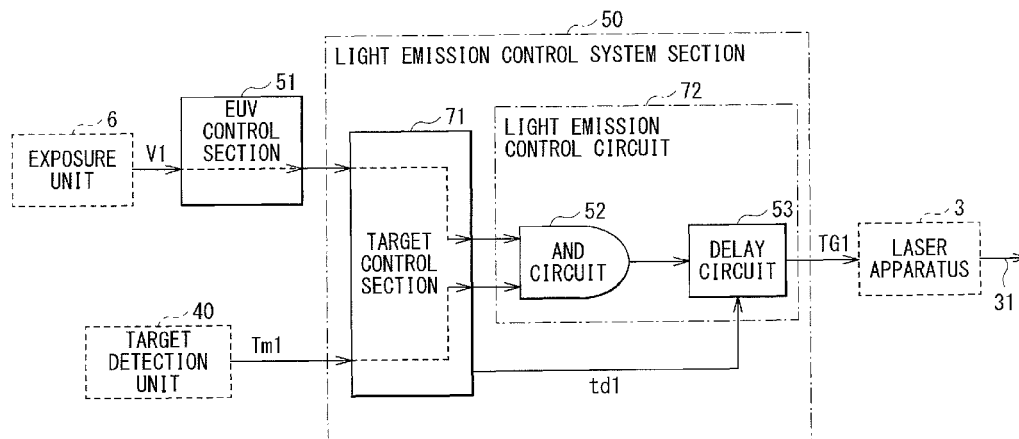 50
LIGHT EMISSION CONTROL SYSTEM SECTION
51
EUV
CONTROL
SECTION
6
EXPOSURE
UNIT
V1
71
TARGET
CONTROL
SECTION
72
LIGHT EMISSION
CONTROL CIRCUIT
52
AND
CIRCUIT
53
DELAY
CIRCUIT
TG1
3
LASER
APPARATUS
31
40
TARGET
DETECTION
UNIT
Tm1
td1